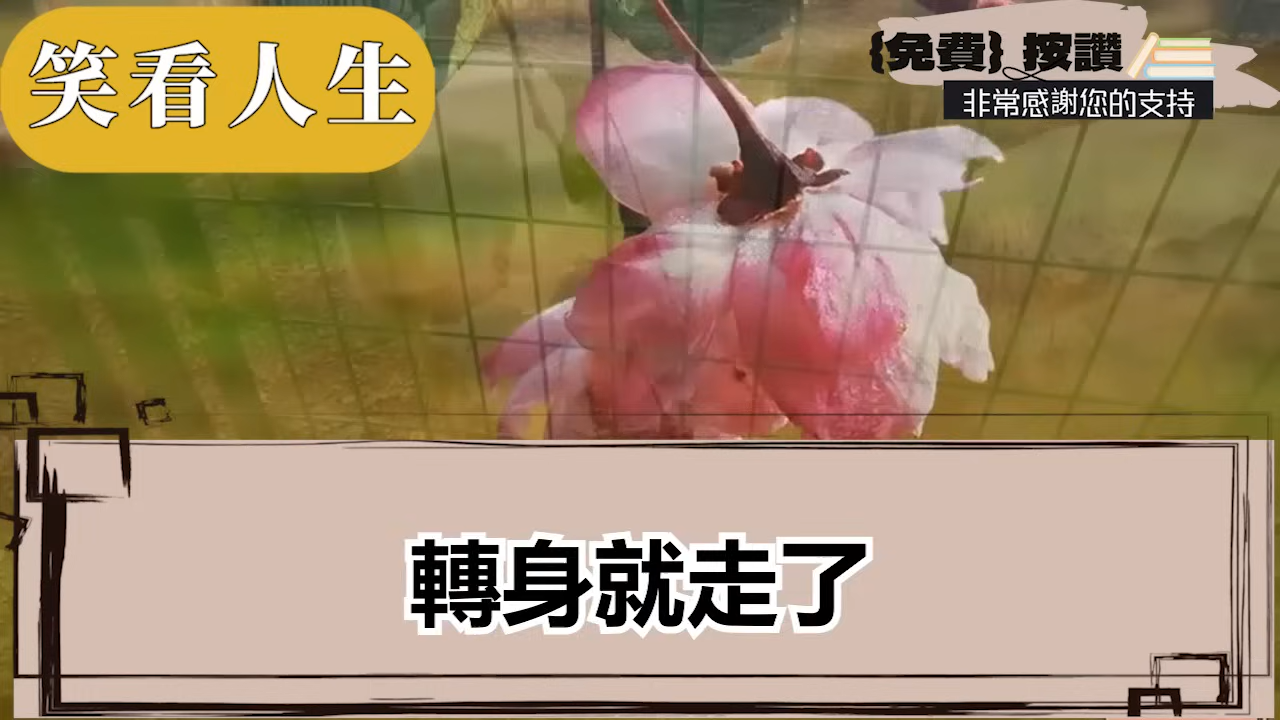 笑看人生
{免費} 按讚
非常感謝您的支持
轉身就走了